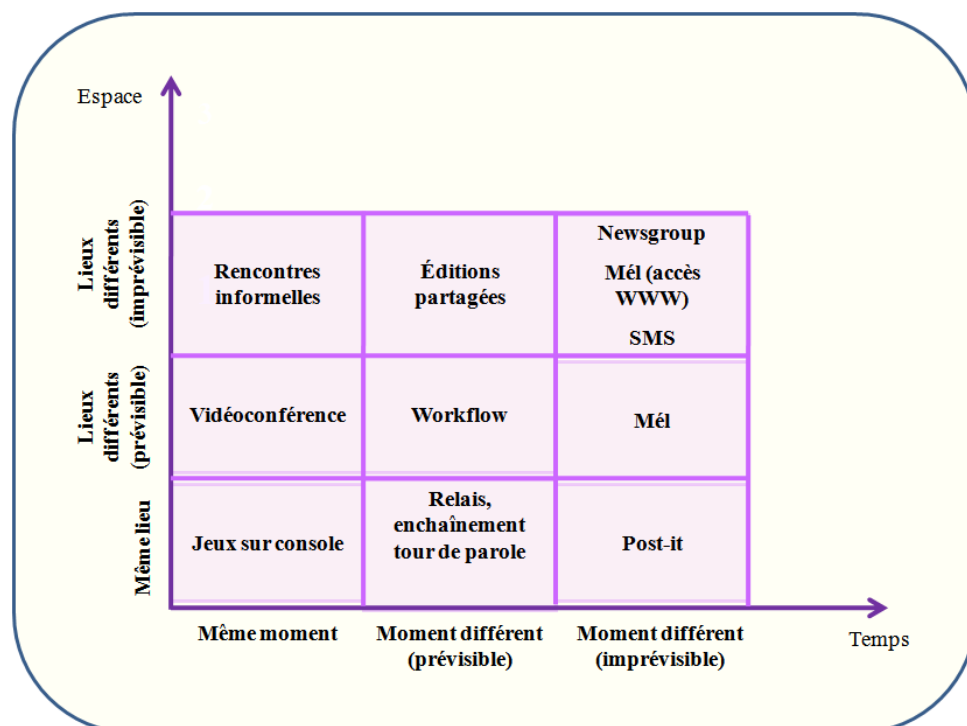 Espace
Lieux
différents
(imprévisible)
Rencontres
informelles
Éditions
partagées
Newsgroup
Mél (accès
WWW)
SMS
Lieux
différents
(prévisible)
Vidéoconférence
Workflow
Mél
Même lieu
Jeux sur console
Relais,
enchaînement
tour de parole
Post-it
Même moment
Moment différent
(prévisible)
Moment différent
(imprévisible)
Temps